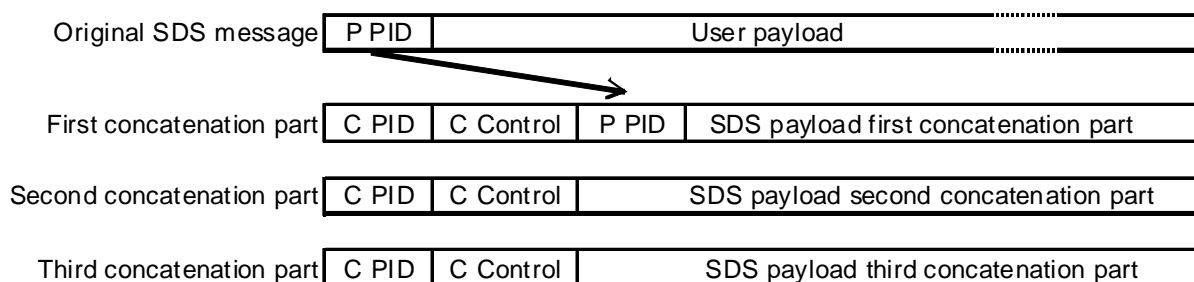 Original SDS message P PID User payload
First concatenation part C PID C Control P PID SDS payload first concatenation part
Second concatenation part C PID C Control SDS payload second concatenation part
Third concatenation part C PID C Control SDS payload third concatenation part